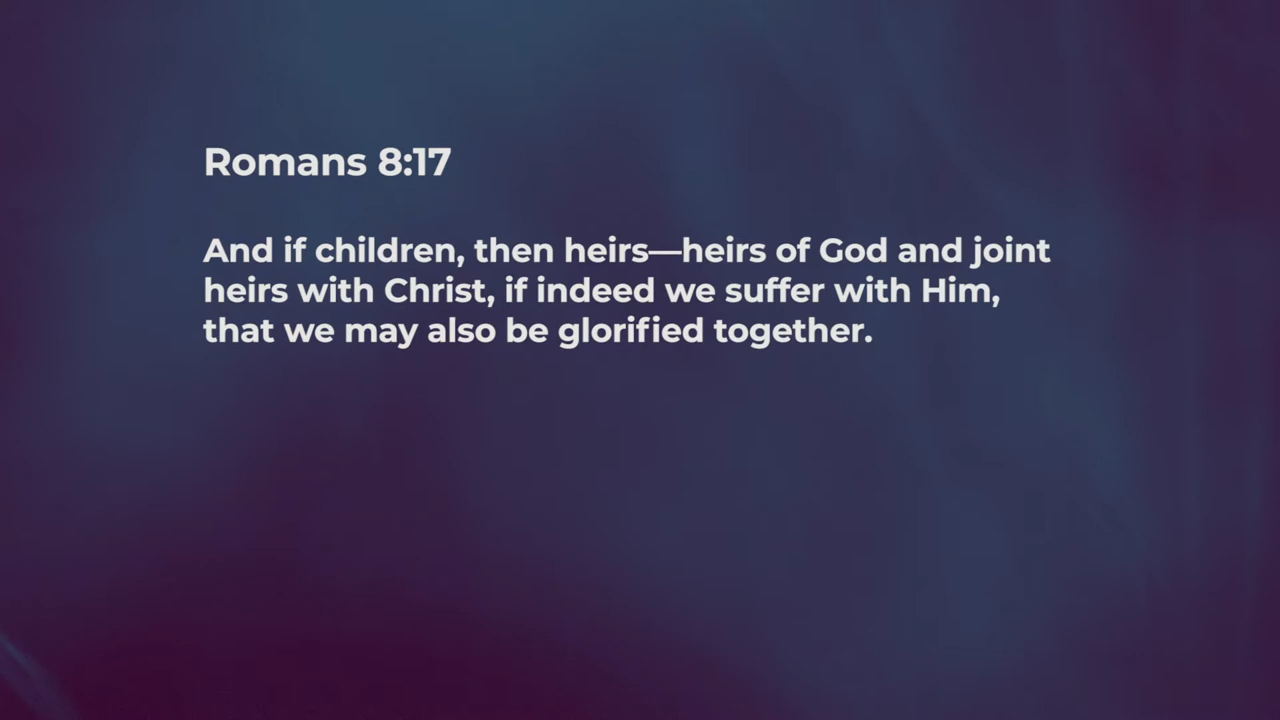 Romans 8:17
And if children, then heirs—heirs of God and joint
heirs with Christ, if indeed we suffer with Him,
that we may also be glorified together.